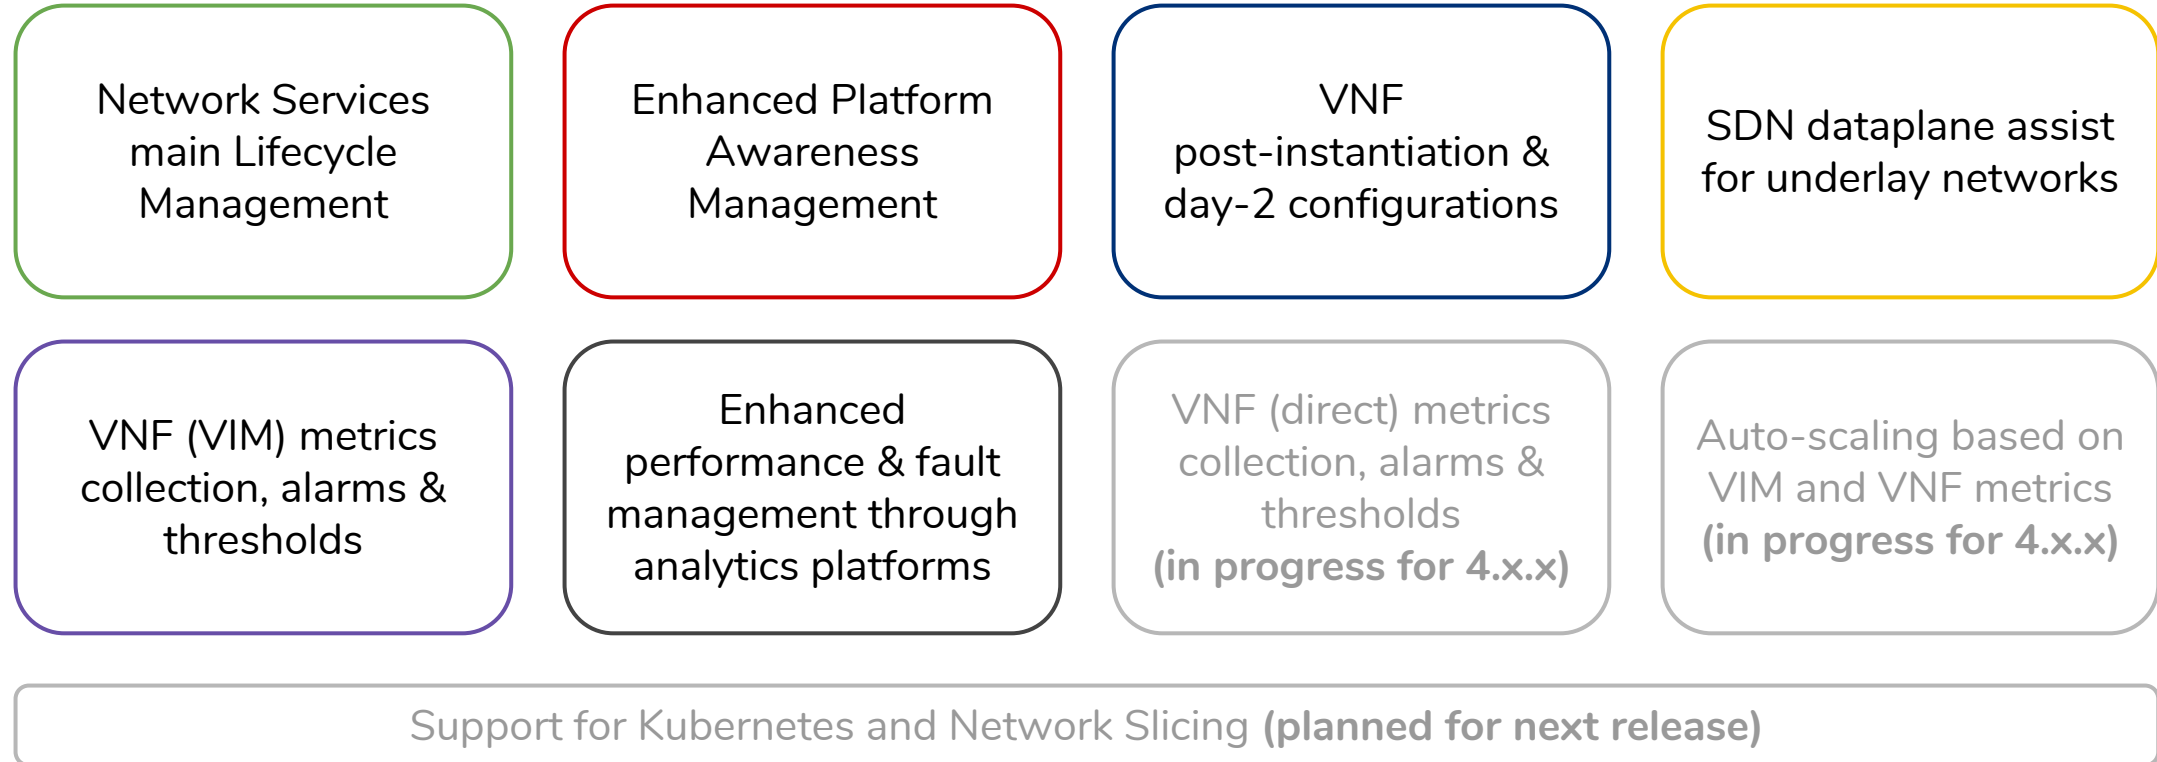 Network Services
main Lifecycle
Management
Enhanced Platform
Awareness
Management
VNF
post-instantiation &
day-2 configurations
SDN dataplane assist
for underlay networks
VNF (VIM) metrics
collection, alarms &
thresholds
Enhanced
performance & fault
management through
analytics platforms
VNF (direct) metrics
collection, alarms &
thresholds
(in progress for 4.x.x)
Auto-scaling based on
VIM and VNF metrics
(in progress for 4.x.x)
Support for Kubernetes and Network Slicing (planned for next release)